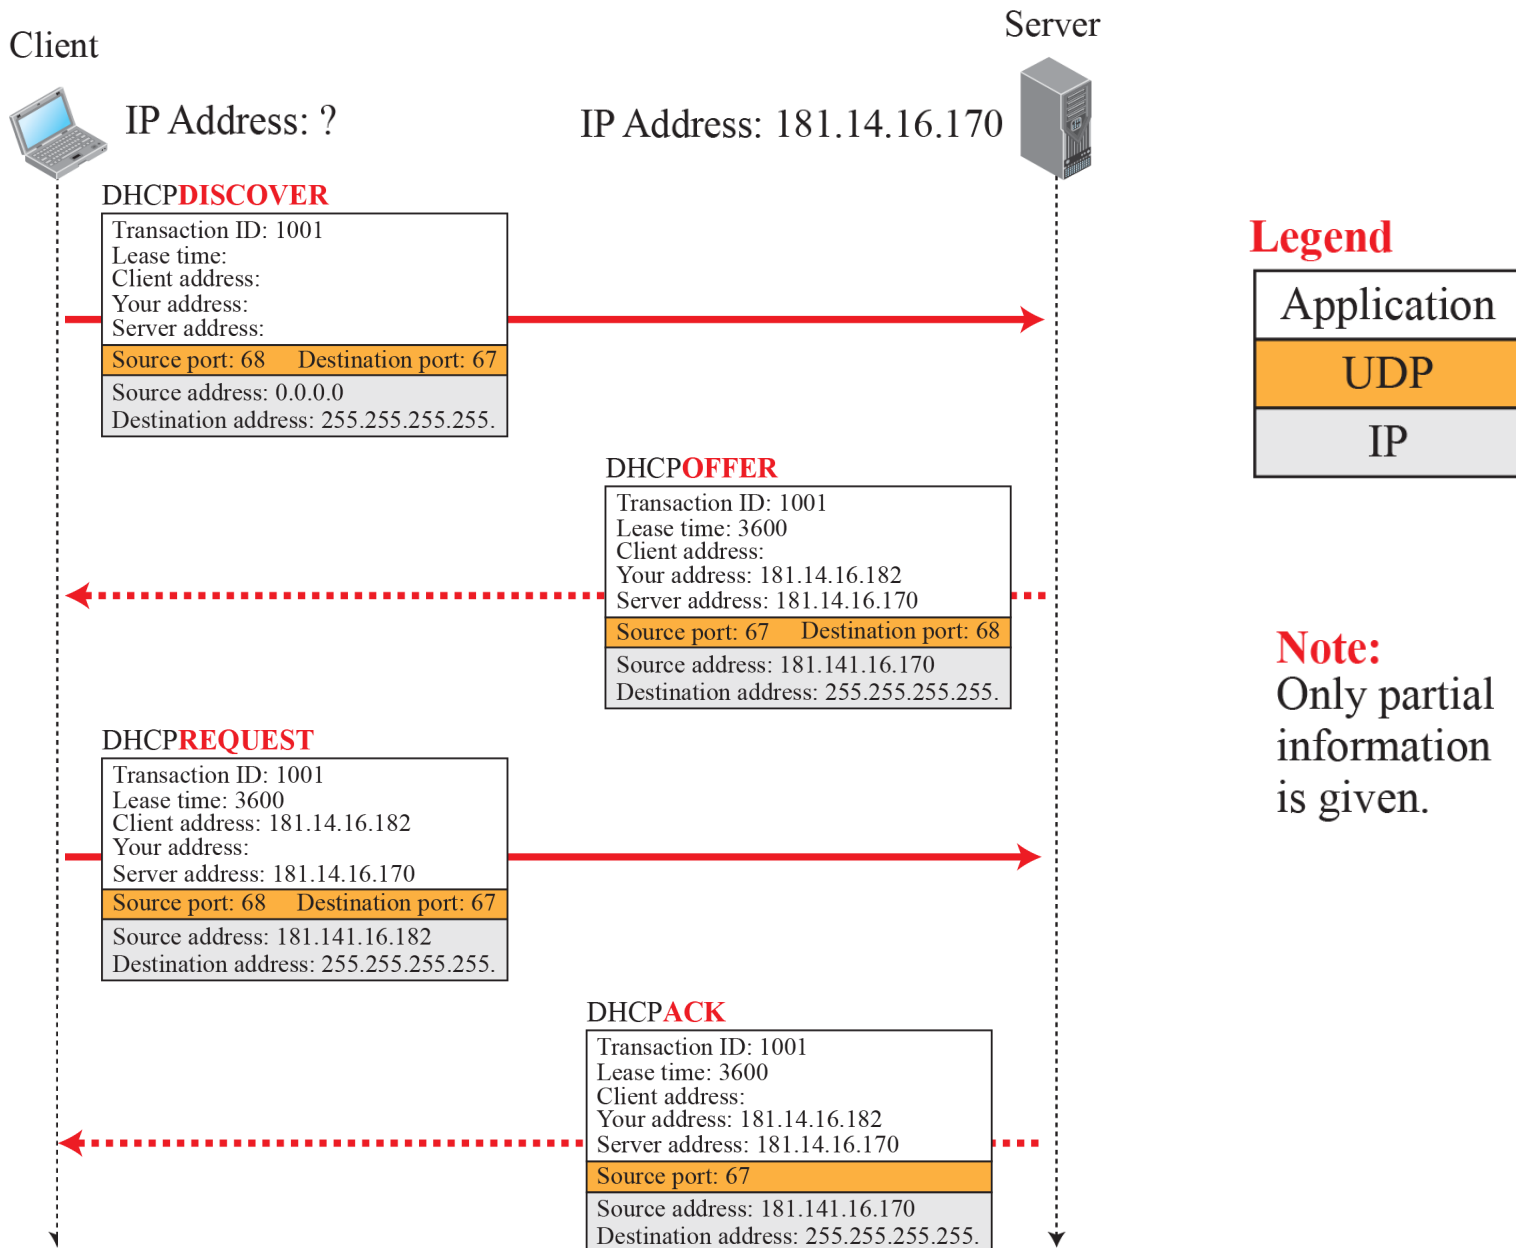 Client
Server
IP Address: ?
IP Address: 181.14.16.170
DHCPDISCOVER
Transaction ID: 1001
Lease time:
Client address:
Your address:
Server address:
Source port: 68 Destination port: 67
Source address: 0.0.0.0
Destination address: 255.255.255.255.
Legend
Application
UDP
IP
DHCPOFFER
Transaction ID: 1001
Lease time: 3600
Client address:
Your address: 181.14.16.182
Server address: 181.14.16.170
Source port: 67 Destination port: 68
Source address: 181.141.16.170
Destination address: 255.255.255.255.
Note:
Only partial
information
is given.
DHCPREQUEST
Transaction ID: 1001
Lease time: 3600
Client address: 181.14.16.182
Your address:
Server address: 181.14.16.170
Source port: 68 Destination port: 67
Source address: 181.141.16.182
Destination address: 255.255.255.255.
DHCPACK
Transaction ID: 1001
Lease time: 3600
Client address:
Your address: 181.14.16.182
Server address: 181.14.16.170
Source port: 67
Source address: 181.141.16.170
Destination address: 255.255.255.255.